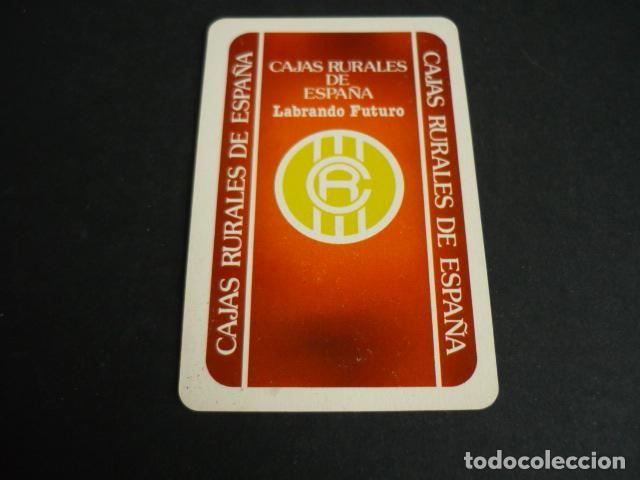 CAJAS RURALES
DE
ESPAÑA
Labrando Futuro
CR
CAJAS RURALES DE ESPAÑA
CAJAS RURALES DE ESPAÑA
todocoleccion